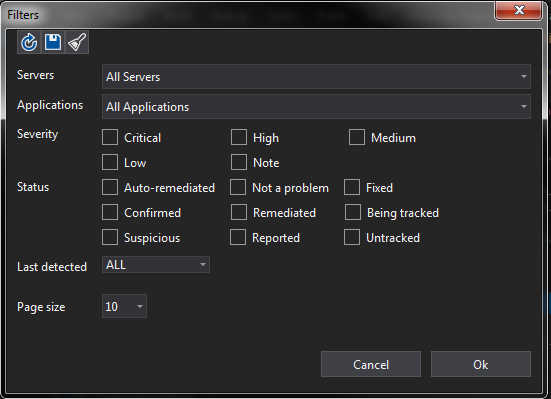 Filters
Servers All Servers
Applications All Applications
Severity Critical High Medium
Low Note
Status Auto-remediated Not a problem Fixed
Confirmed Remediated Being tracked
Suspicious Reported Untracked
Last detected ALL
Page size 10
Cancel Ok